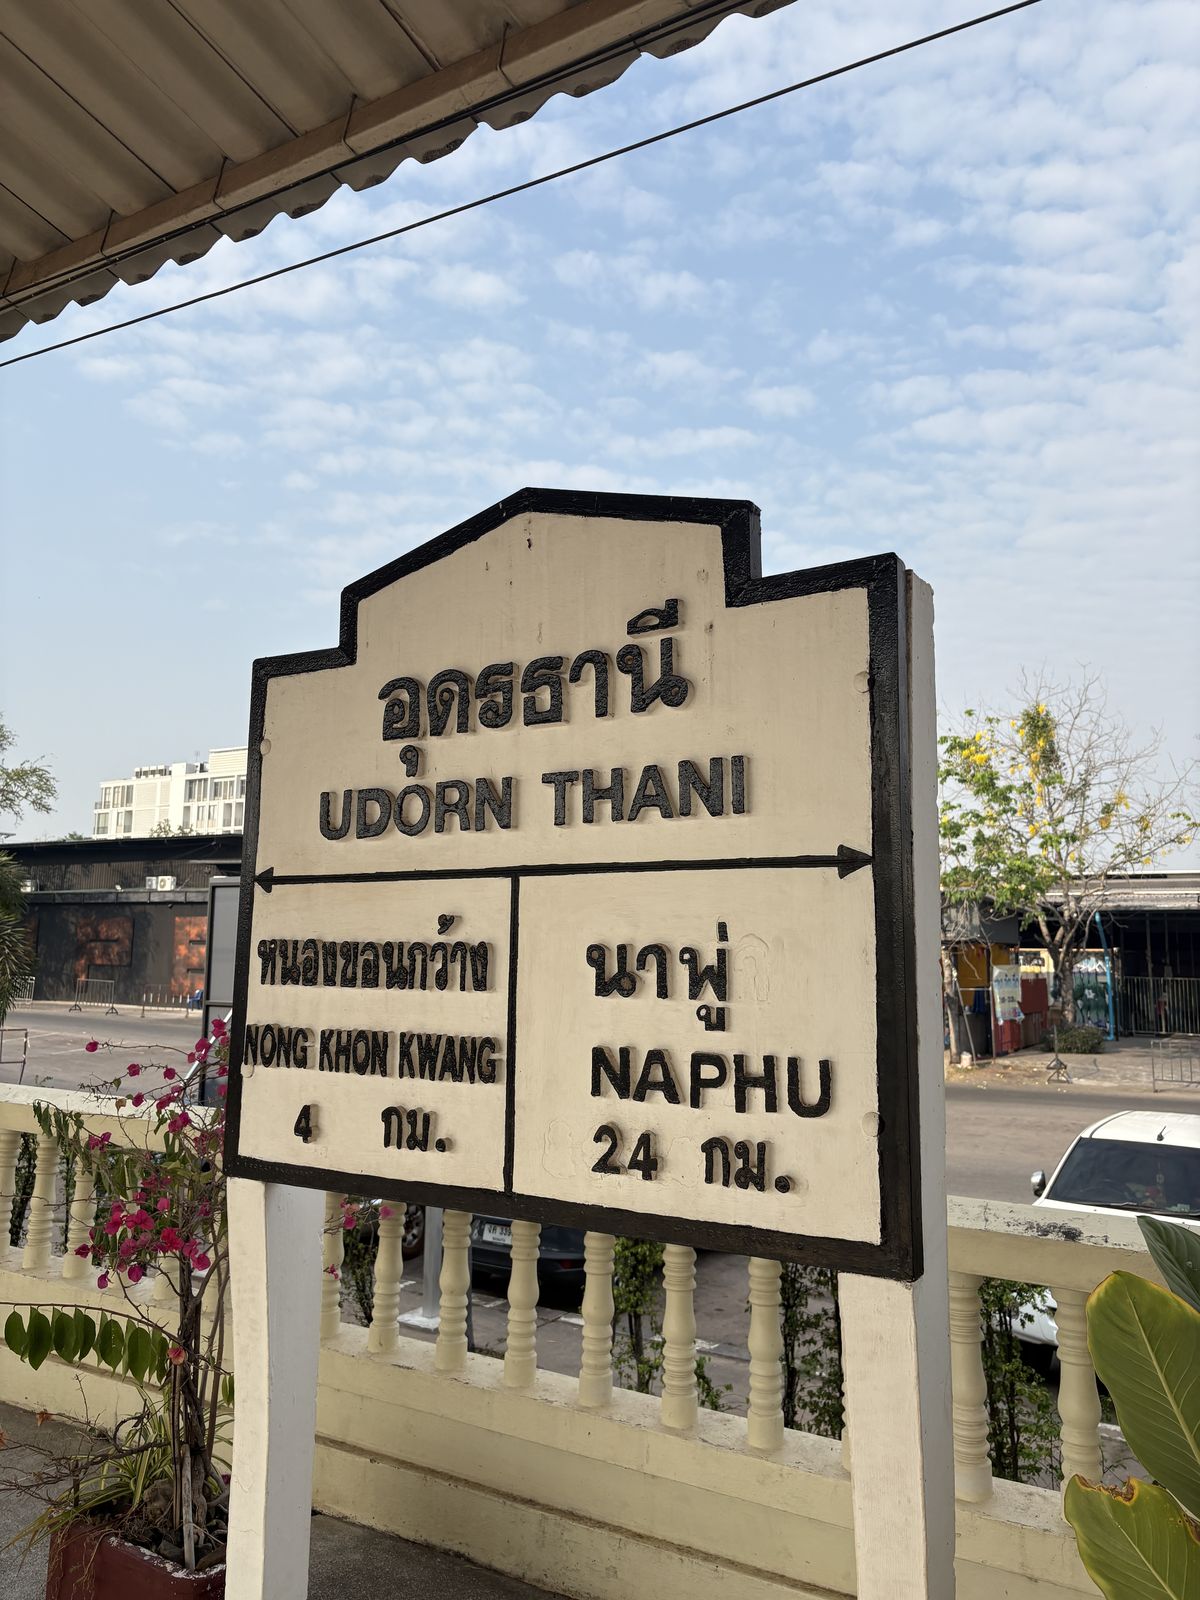 อุดรธานี
UDORN THANI
หนองขอนกว้าง
NONG KHON KWANG
4 กม.
นาพู่
NAPHU
24 กม.